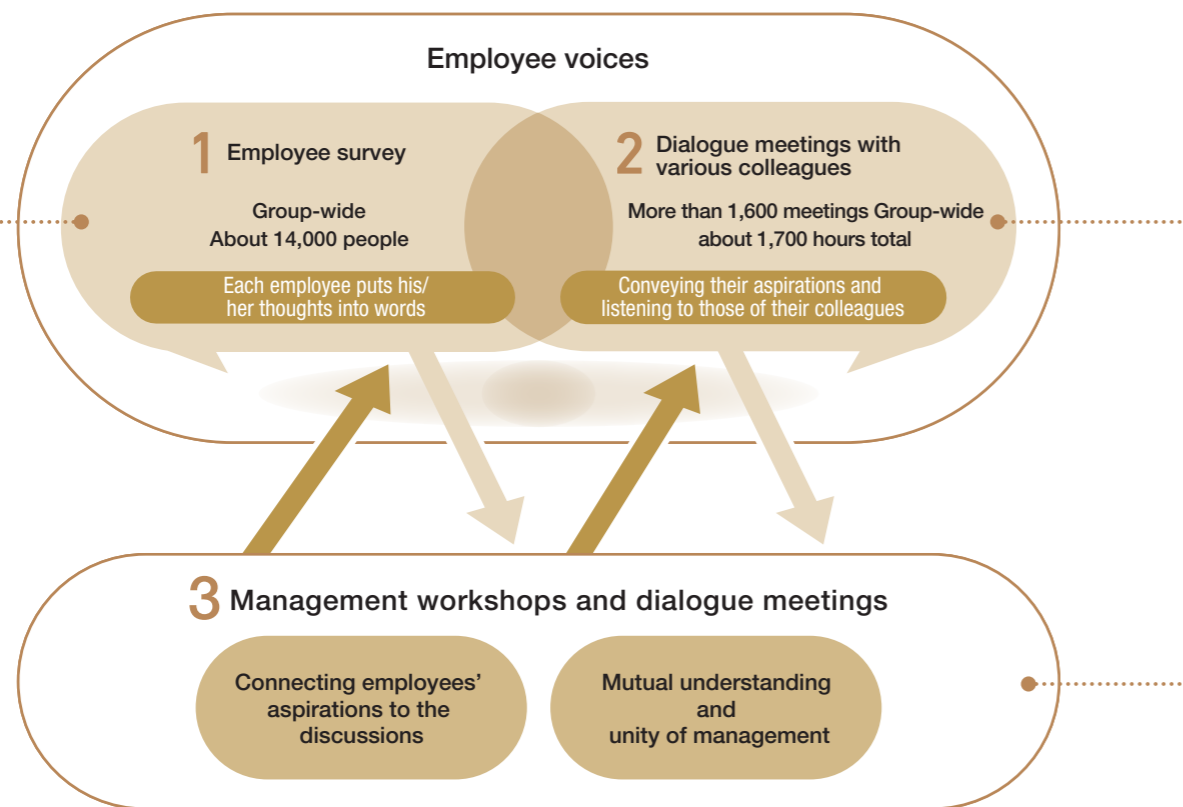 Employee voices
1 Employee survey
Group-wide
About 14,000 people
Each employee puts his/
her thoughts into words
2 Dialogue meetings with
various colleagues
More than 1,600 meetings Group-wide
about 1,700 hours total
Conveying their aspirations and
listening to those of their colleagues
3 Management workshops and dialogue meetings
Connecting employees’
aspirations to the
discussions
Mutual understanding
and
unity of management